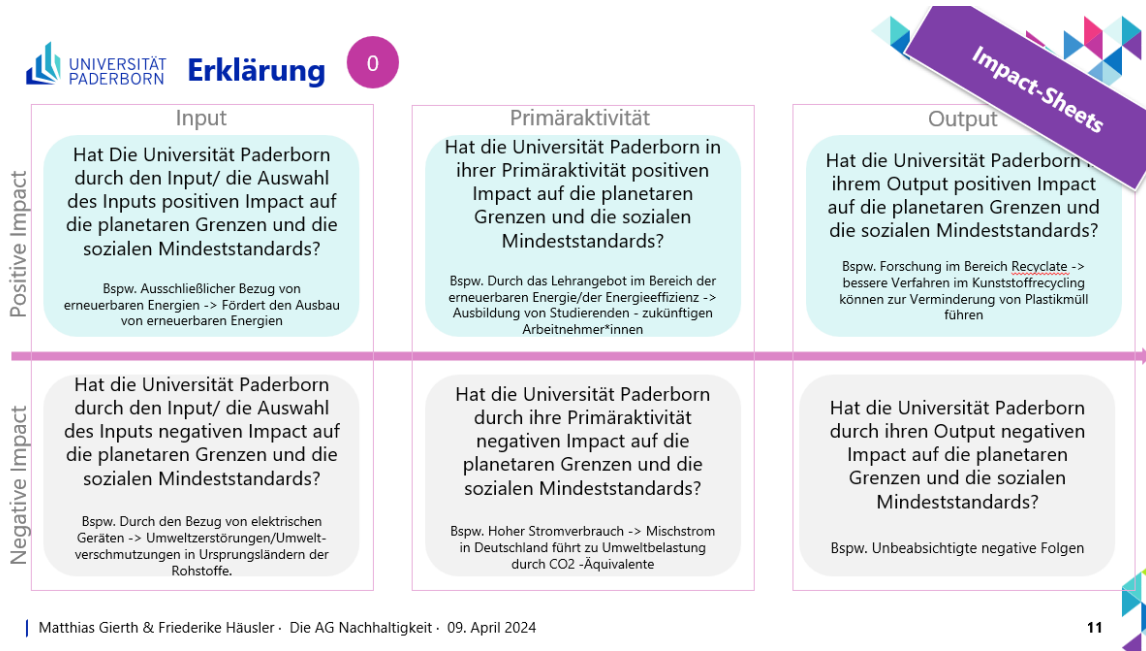 UNIVERSITÄT
PADERBORN
Erklärung
0
Impact-Sheets
Input
Primäraktivität
Output
Positive Impact
Hat Die Universität Paderborn
durch den Input/ die Auswahl
des Inputs positiven Impact auf
die planetaren Grenzen und die
sozialen Mindeststandards?
Bspw. Ausschließlicher Bezug von
erneuerbaren Energien -> Fördert den Ausbau
von erneuerbaren Energien
Hat die Universität Paderborn in
ihrer Primäraktivität positiven
Impact auf die planetaren
Grenzen und die sozialen
Mindeststandards?
Bspw. Durch das Lehrangebot im Bereich der
erneuerbaren Energie/der Energieeffizienz ->
Ausbildung von Studierenden - zukünftigen
Arbeitnehmer*innen
Hat die Universität Paderborn
ihrem Output positiven Impact
auf die planetaren Grenzen und
die sozialen Mindeststandards?
Bspw. Forschung im Bereich Recyclate ->
bessere Verfahren im Kunststoffrecycling
können zur Verminderung von Plastikmüll
führen
Negative Impact
Hat die Universität Paderborn
durch den Input/ die Auswahl
des Inputs negativen Impact auf
die planetaren Grenzen und die
sozialen Mindeststandards?
Bspw. Durch den Bezug von elektrischen
Geräten -> Umweltzerstörungen/Umwelt-
verschmutzungen in Ursprungsländern der
Rohstoffe.
Hat die Universität Paderborn
durch ihre Primäraktivität
negativen Impact auf die
planetaren Grenzen und die
sozialen Mindeststandards?
Bspw. Hoher Stromverbrauch -> Mischstrom
in Deutschland führt zu Umweltbelastung
durch CO2 -Äquivalente
Hat die Universität Paderborn
durch ihren Output negativen
Impact auf die planetaren
Grenzen und die sozialen
Mindeststandards?
Bspw. Unbeabsichtigte negative Folgen
Matthias Gierth & Friederike Häusler · Die AG Nachhaltigkeit · 09. April 2024
11